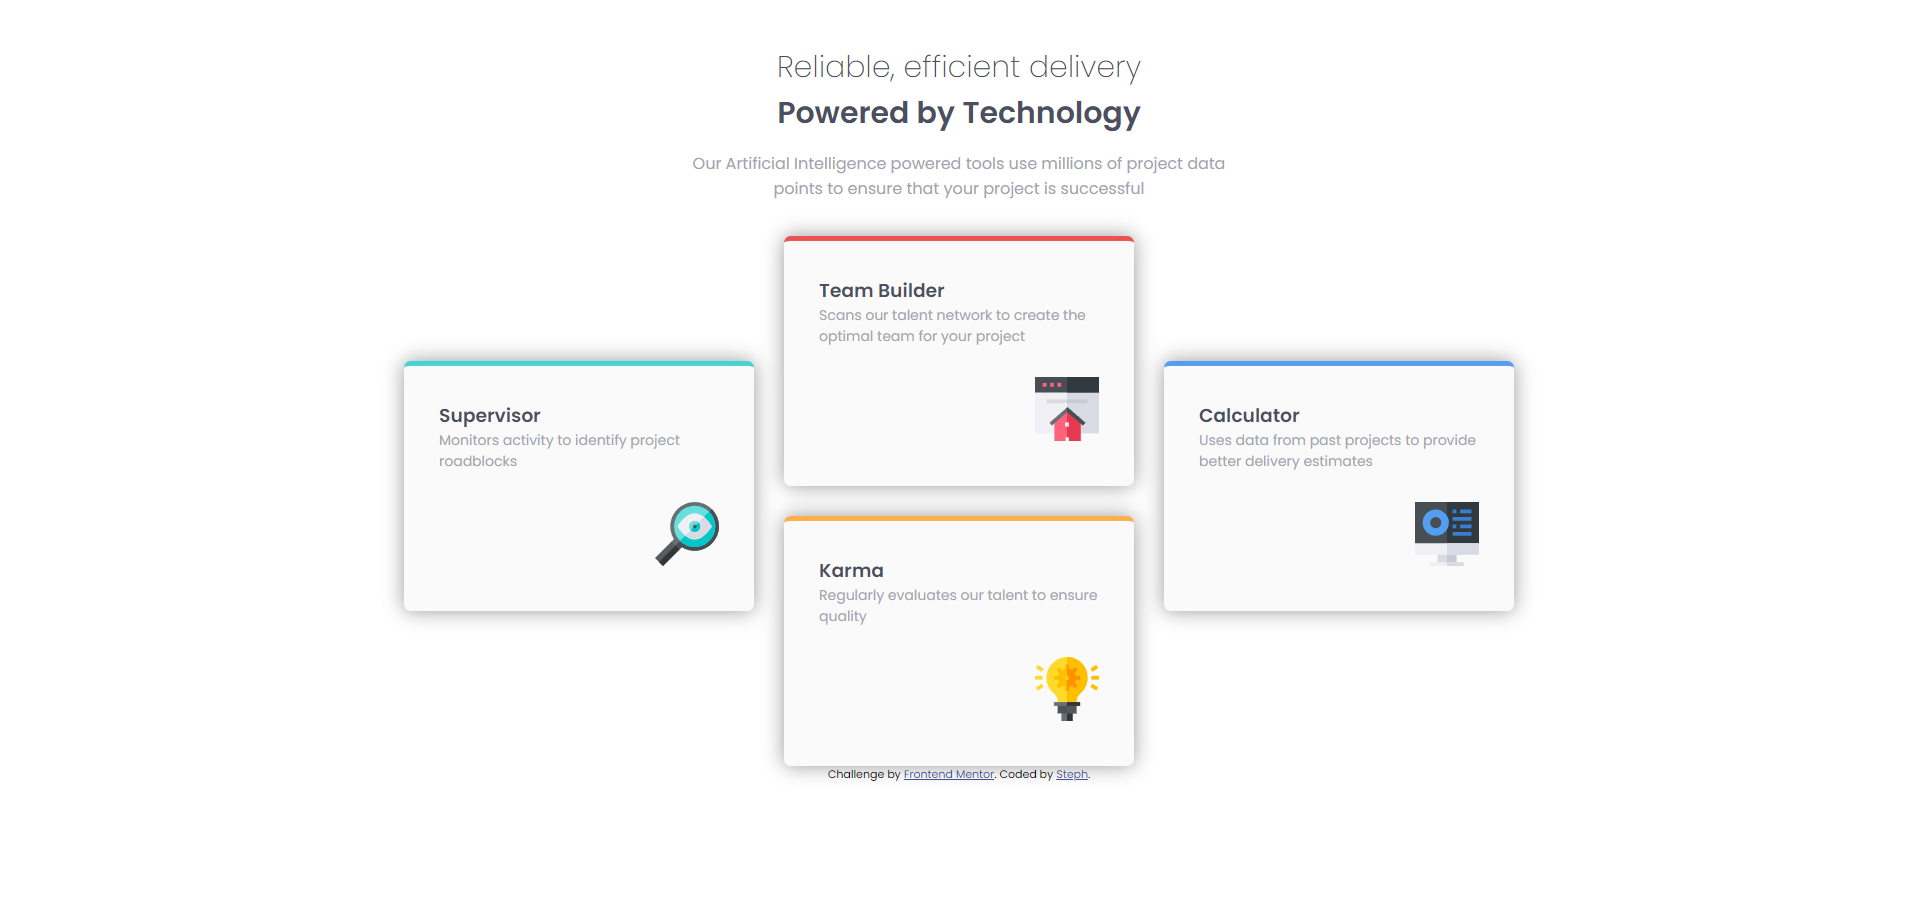 Reliable, efficient delivery
Powered by Technology
Our Artificial Intelligence powered tools use millions of project data
points to ensure that your project is successful
Supervisor
Monitors activity to identify project
roadblocks
Team Builder
Scans our talent network to create the
optimal team for your project
Karma
Regularly evaluates our talent to ensure
quality
Calculator
Uses data from past projects to provide
better delivery estimates
Challenge by Frontend Mentor. Coded by Steph.